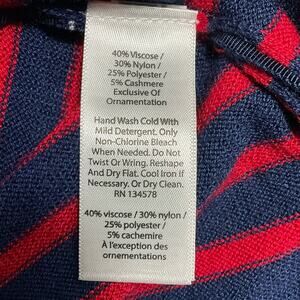 40% Viscose /
30% Nylon /
25% Polyester /
5% Cashmere
Exclusive Of
Ornamentation
Hand Wash Cold With
Mild Detergent. Only
Non-Chlorine Bleach
When Needed. Do Not
Twist Or Wring. Reshape
And Dry Flat. Cool Iron if
Necessary. Or Dry Clean.
RN 134578
40% viscose / 30% nylon /
25% polyester /
5% cachemire
À l'exception des
ornementations